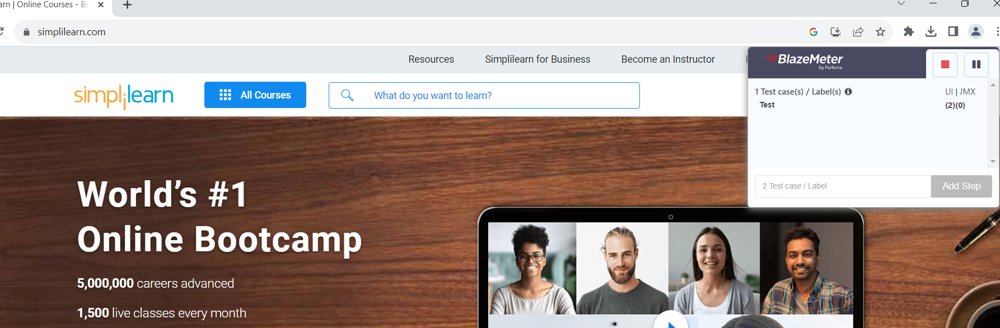 arn | Online Courses - Bo
simplilearn.com
Resources Simplilearn for Business Become an Instructor
BlazeMeter
by Perforce
simplilearn All Courses What do you want to learn?
1 Test case(s) / Label(s) UI | JMX
Test (2)(0)
2 Test case / Label Add Step
World’s #1
Online Bootcamp
5,000,000 careers advanced
1,500 live classes every month